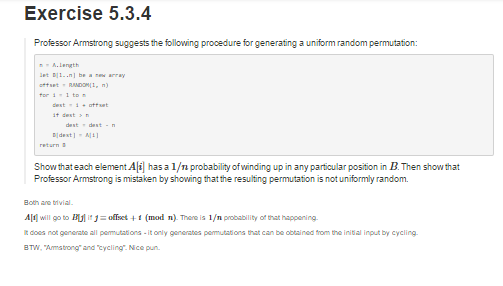 Exercise 5.3.4
Professor Armstrong suggests the following procedure for generating a uniform random permutation:
n = A.length
let B[1..n] be a new array
offset = RANDOM(1, n)
for i = 1 to n
dest = i + offset
if dest > n
dest = dest - n
B[dest] = A[i]
return B
Show that each element A[i] has a 1/n probability of winding up in any particular position in B. Then show that
Professor Armstrong is mistaken by showing that the resulting permutation is not uniformly random.
Both are trivial.
A[i] will go to B[j] if j = offset + i (mod n). There is 1/n probability of that happening.
It does not generate all permutations - it only generates permutations that can be obtained from the initial input by cycling.
BTW, "Armstrong" and "cycling". Nice pun.